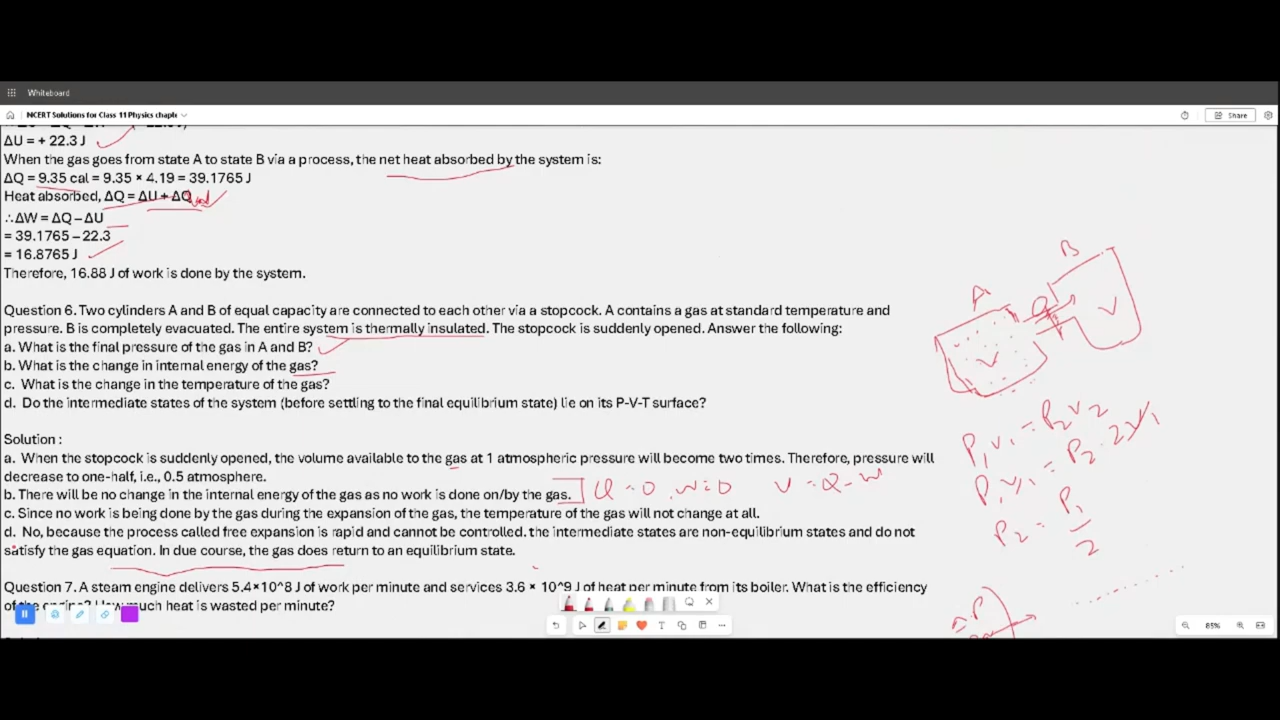 Whiteboard
NCERT Solutions for Class 11 Physics chapte
Share
ΔU = + 22.3 J
When the gas goes from state A to state B via a process, the net heat absorbed by the system is:
ΔQ = 9.35 cal = 9.35 × 4.19 = 39.1765 J
Heat absorbed, ΔQ = ΔU + ΔQ
∴ΔW = ΔQ – ΔU
= 39.1765 – 22.3
= 16.8765 J
Therefore, 16.88 J of work is done by the system.
Question 6. Two cylinders A and B of equal capacity are connected to each other via a stopcock. A contains a gas at standard temperature and
pressure. B is completely evacuated. The entire system is thermally insulated. The stopcock is suddenly opened. Answer the following:
a. What is the final pressure of the gas in A and B?
b. What is the change in internal energy of the gas?
c. What is the change in the temperature of the gas?
d. Do the intermediate states of the system (before settling to the final equilibrium state) lie on its P-V-T surface?
Solution :
a. When the stopcock is suddenly opened, the volume available to the gas at 1 atmospheric pressure will become two times. Therefore, pressure will
decrease to one-half, i.e., 0.5 atmosphere.
b. There will be no change in the internal energy of the gas as no work is done on/by the gas. Q = 0, W=0 U = Q - W
c. Since no work is being done by the gas during the expansion of the gas, the temperature of the gas will not change at all.
d. No, because the process called free expansion is rapid and cannot be controlled. the intermediate states are non-equilibrium states and do not
satisfy the gas equation. In due course, the gas does return to an equilibrium state.
Question 7. A steam engine delivers 5.4×10^8 J of work per minute and services 3.6 × 10^9 J of heat per minute from its boiler. What is the efficiency
of the engine? How much heat is wasted per minute?
A
B
V
V
P₁V₁ = P₂V₂
P₁V₁ = P₂·2V₁
P₂ = P₁/2
85%